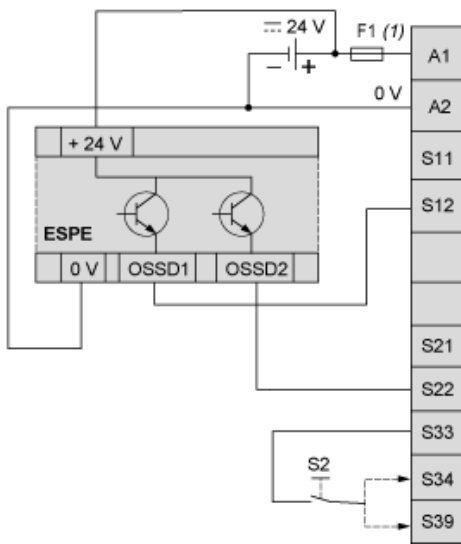 ⎓ 24 V
F1 (1)
− +
A1
0 V
A2
+ 24 V
S11
S12
ESPE
0 V
OSSD1
OSSD2
S21
S22
S33
S2
S34
S39